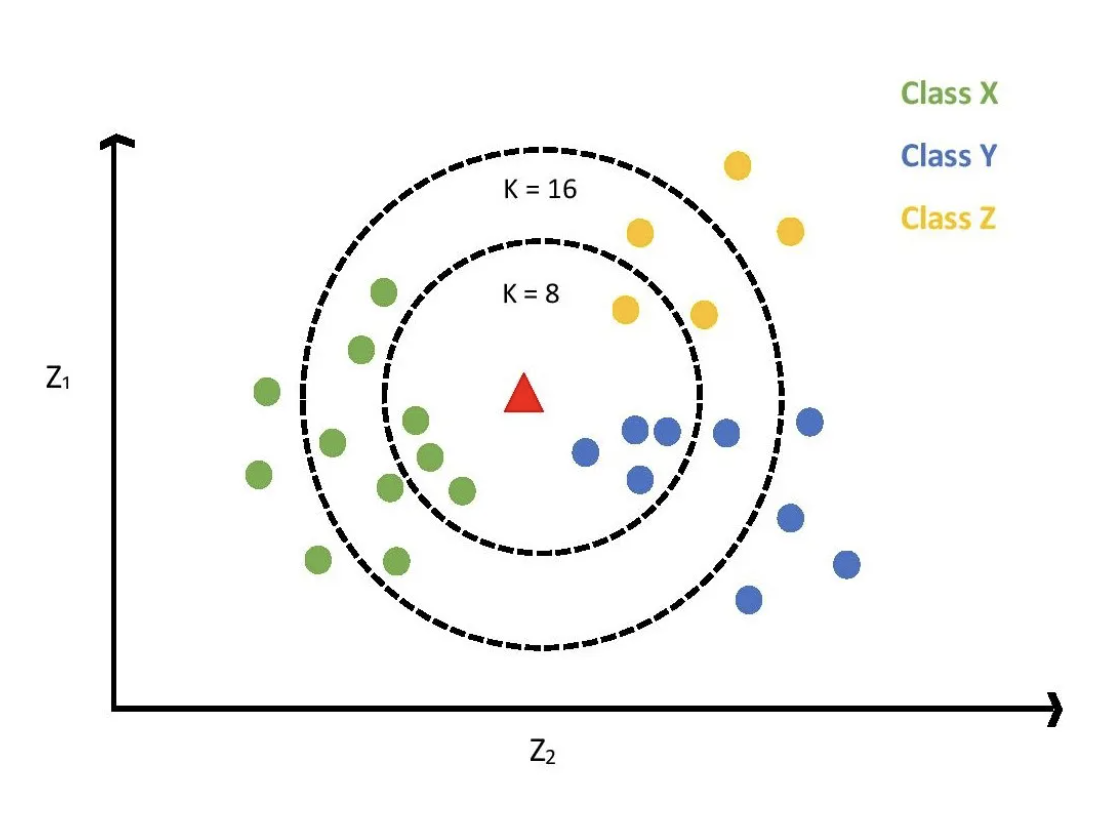 Class X
Class Y
Class Z
K = 16
K = 8
Z₁
Z₂